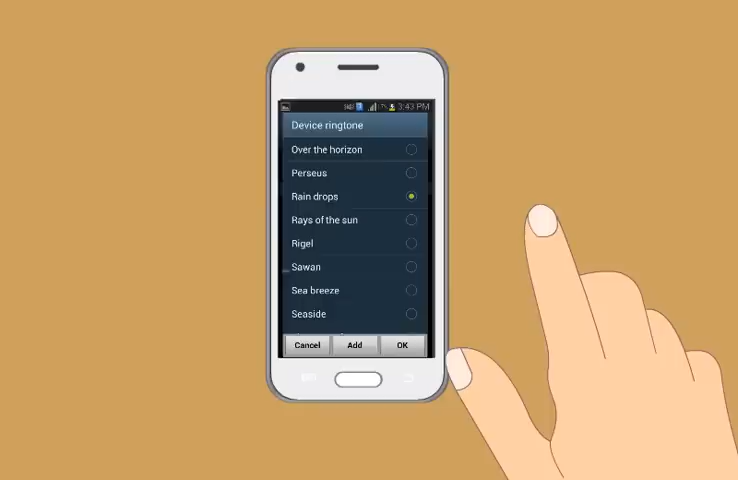 3:43 PM
Device ringtone
Over the horizon
Perseus
Rain drops
Rays of the sun
Rigel
Sawan
Sea breeze
Seaside
Cancel
Add
OK